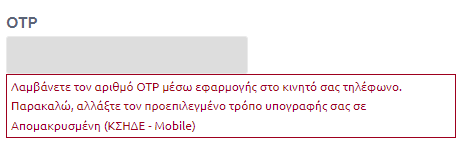 OTP
Λαμβάνετε τον αριθμό OTP μέσω εφαρμογής στο κινητό σας τηλέφωνο.
Παρακαλώ, αλλάξτε τον προεπιλεγμένο τρόπο υπογραφής σας σε
Απομακρυσμένη (ΚΣΗΔΕ - Mobile)